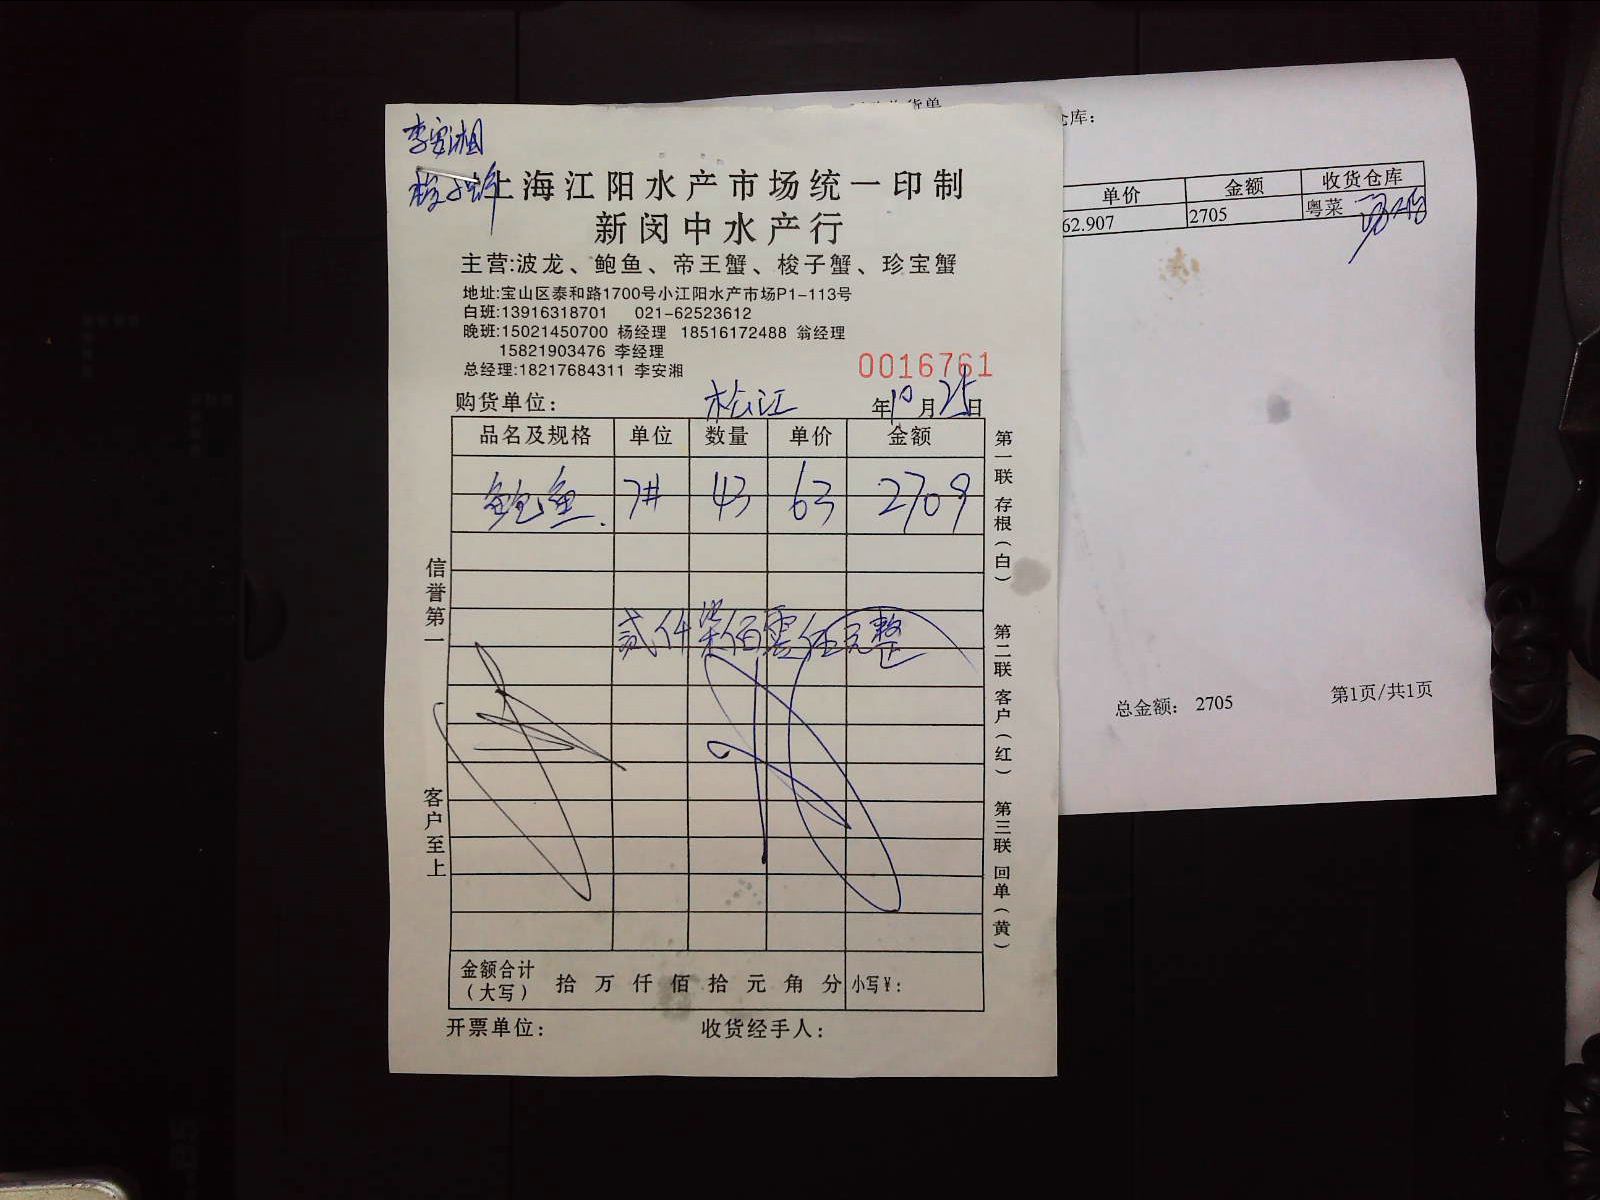 李安湘
上海江阳水产市场统一印制
新闵中水产行
主营:波龙、鲍鱼、帝王蟹、梭子蟹、珍宝蟹
地址:宝山区泰和路1700号小江阳水产市场P1-113号
白班:13916318701 021-62523612
晚班:15021450700 杨经理 18516172488 翁经理
15821903476 李经理
总经理:18217684311 李安湘
0016761
购货单位: 松江 年10月25日
品名及规格 单位 数量 单价 金额
鲍鱼 7# 43 63 2709
贰仟柒佰零伍元整
金额合计(大写) 拾 万 仟 佰 拾 元 角 分 小写¥:
开票单位: 收货经手人:
信誉第一
客户至上
第一联 存根(白)
第二联 客户(红)
第三联 回单(黄)
货单
仓库:
单价 金额 收货仓库
62.907 2705 粤菜
总金额: 2705 第1页/共1页